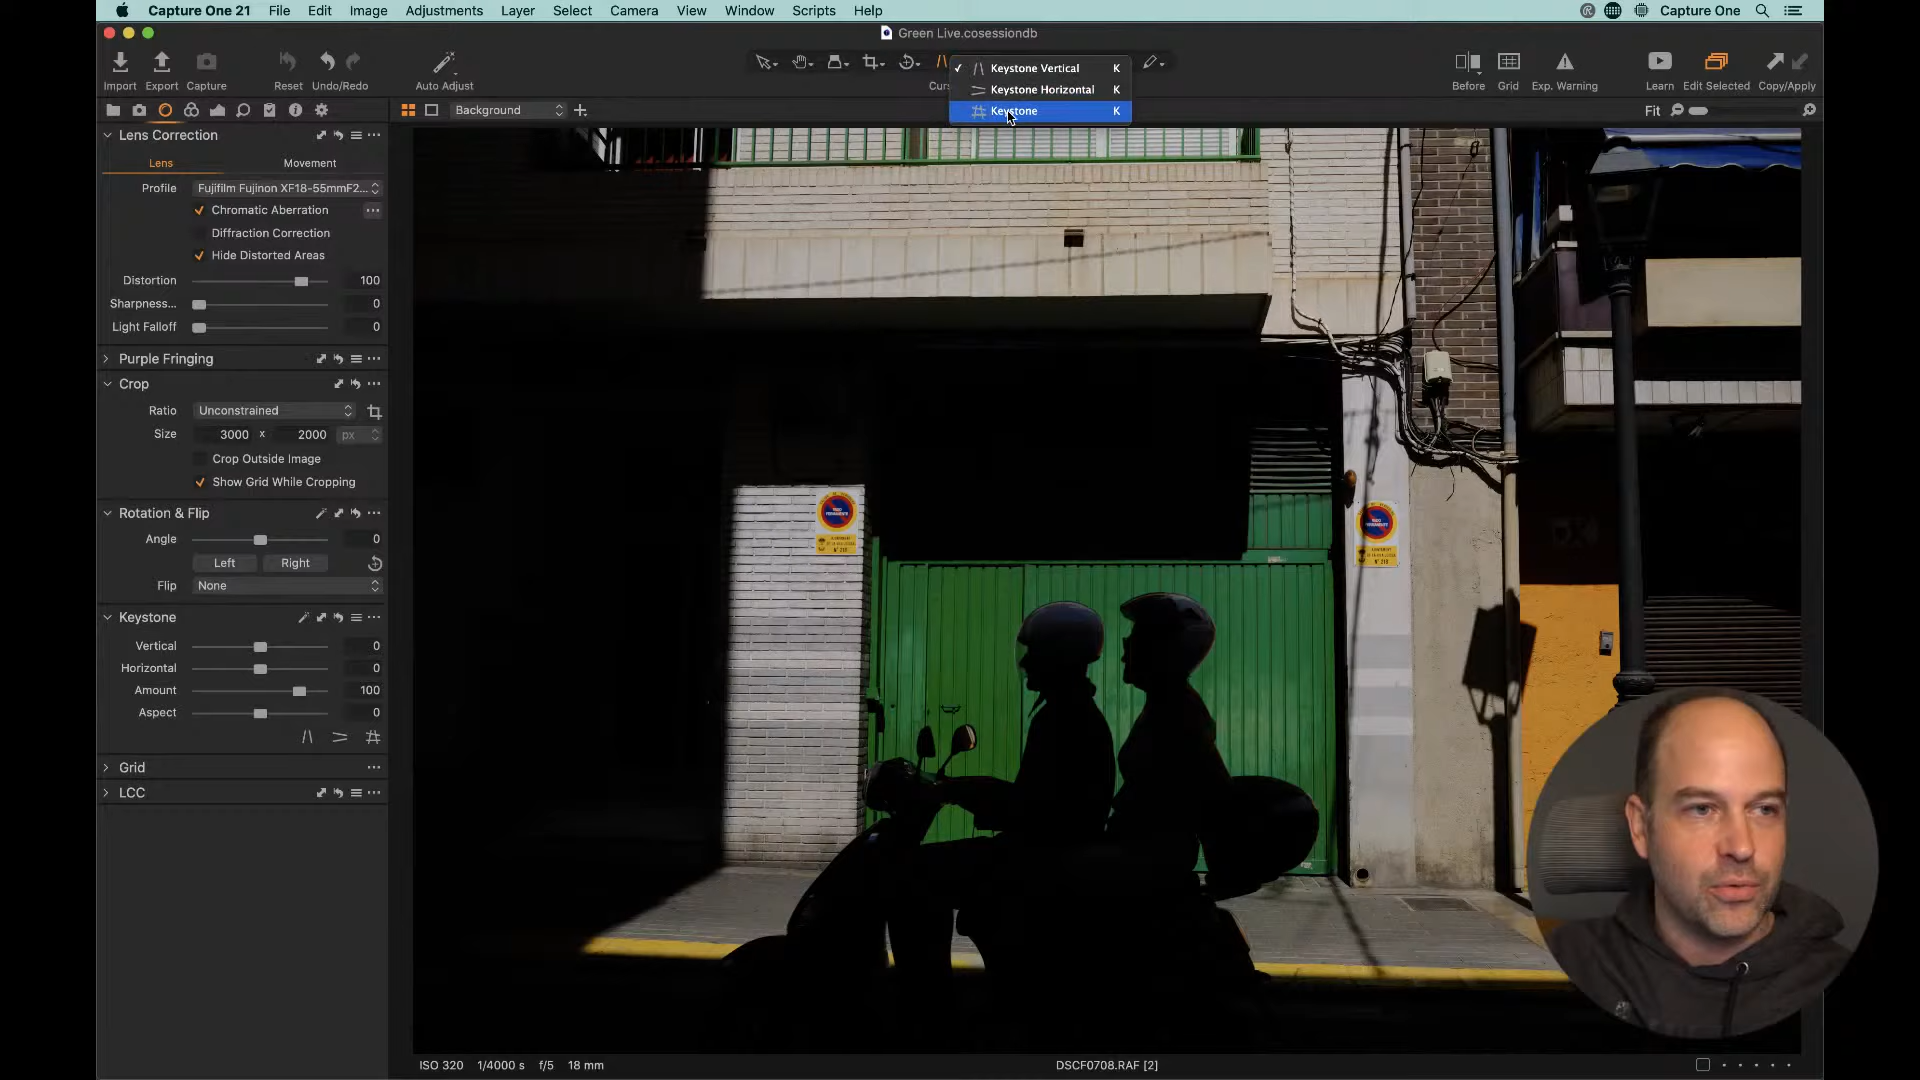 Capture One 21 File Edit Image Adjustments Layer Select Camera View Window Scripts Help Capture One
Green Live.cosessiondb
Import Export Capture Reset Undo/Redo Auto Adjust Before Grid Exp. Warning Learn Edit Selected Copy/Apply
Keystone Vertical K
Keystone Horizontal K
Keystone K
Background Fit
Lens Correction
Lens Movement
Profile Fujifilm Fujinon XF18-55mmF2...
Chromatic Aberration
Diffraction Correction
Hide Distorted Areas
Distortion 100
Sharpness... 0
Light Falloff 0
Purple Fringing
Crop
Ratio Unconstrained
Size 3000 x 2000 px
Crop Outside Image
Show Grid While Cropping
Rotation & Flip
Angle 0
Left Right
Flip None
Keystone
Vertical 0
Horizontal 0
Amount 100
Aspect 0
Grid
LCC
ISO 320 1/4000 s f/5 18 mm DSCF0708.RAF [2]